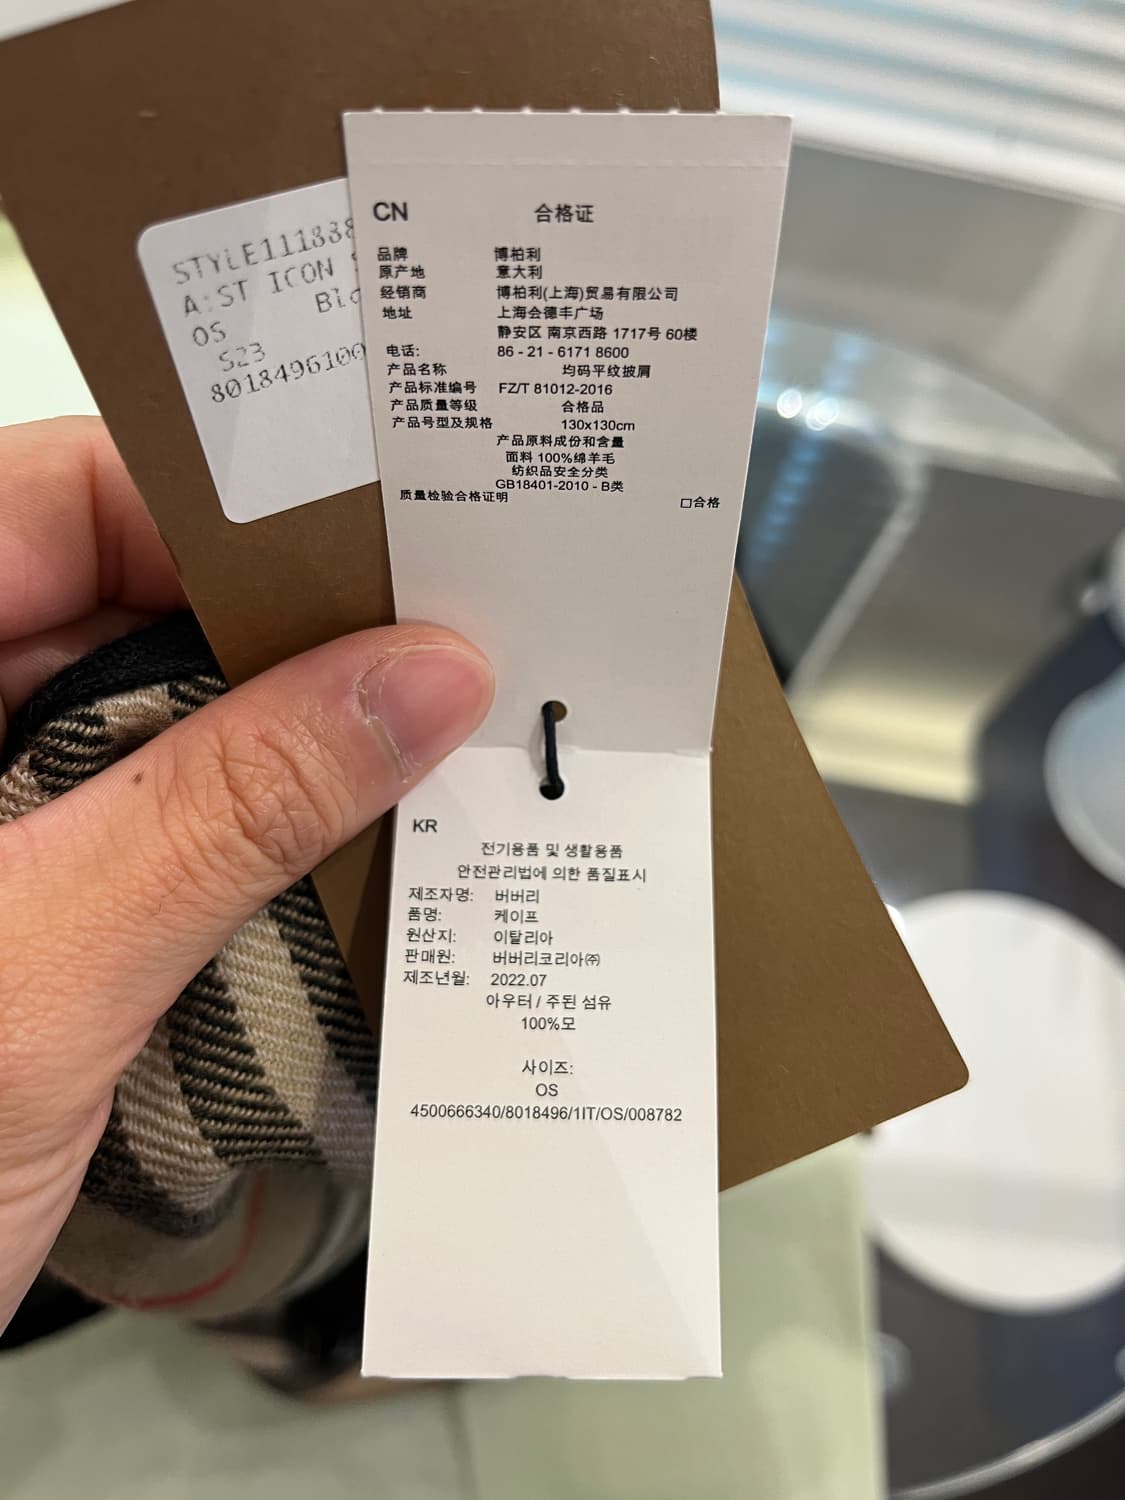 STYLE111838
A:ST ICON
OS
S23
8018496100
CN 合格证
品牌 博柏利
原产地 意大利
经销商 博柏利(上海)贸易有限公司
地址 上海会德丰广场
静安区 南京西路 1717号 60楼
电话: 86 - 21 - 6171 8600
产品名称 均码平纹披肩
产品标准编号 FZ/T 81012-2016
产品质量等级 合格品
产品号型及规格 130x130cm
产品原料成份和含量
面料 100%绵羊毛
纺织品安全分类
GB18401-2010 - B类
质量检验合格证明 □合格
KR
전기용품 및 생활용품
안전관리법에 의한 품질표시
제조자명: 버버리
품명: 케이프
원산지: 이탈리아
판매원: 버버리코리아㈜
제조년월: 2022.07
아우터 / 주된 섬유
100%모
사이즈:
OS
4500666340/8018496/1IT/OS/008782